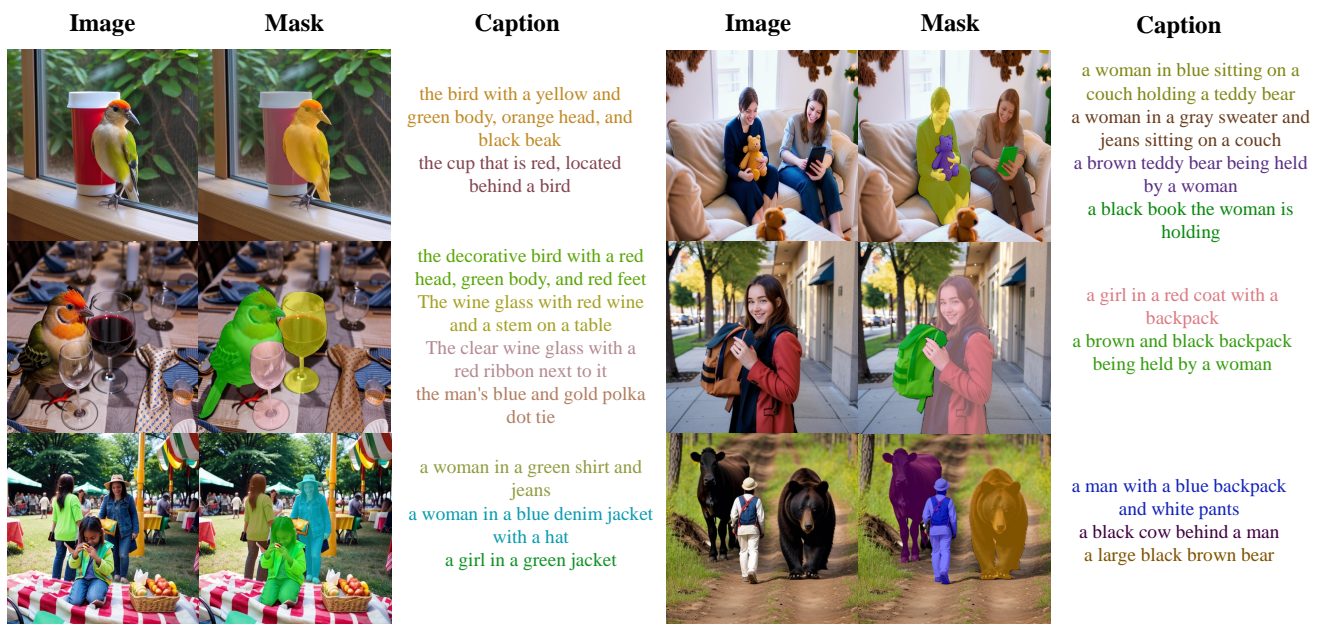 Image Mask Caption Image Mask Caption
the bird with a yellow and
green body, orange head, and
black beak
the cup that is red, located
behind a bird
a woman in blue sitting on a
couch holding a teddy bear
a woman in a gray sweater and
jeans sitting on a couch
a brown teddy bear being held
by a woman
a black book the woman is
holding
the decorative bird with a red
head, green body, and red feet
The wine glass with red wine
and a stem on a table
The clear wine glass with a
red ribbon next to it
the man's blue and gold polka
dot tie
a girl in a red coat with a
backpack
a brown and black backpack
being held by a woman
a woman in a green shirt and
jeans
a woman in a blue denim jacket
with a hat
a girl in a green jacket
a man with a blue backpack
and white pants
a black cow behind a man
a large black brown bear